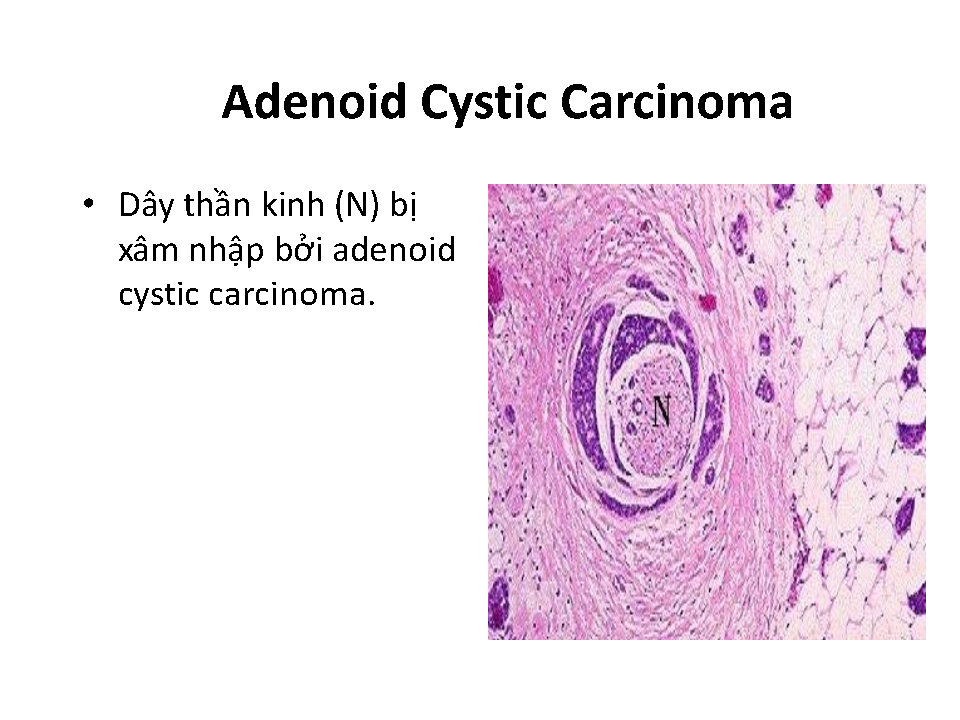 Adenoid Cystic Carcinoma
• Dây thần kinh (N) bị
xâm nhập bởi adenoid
cystic carcinoma.
N